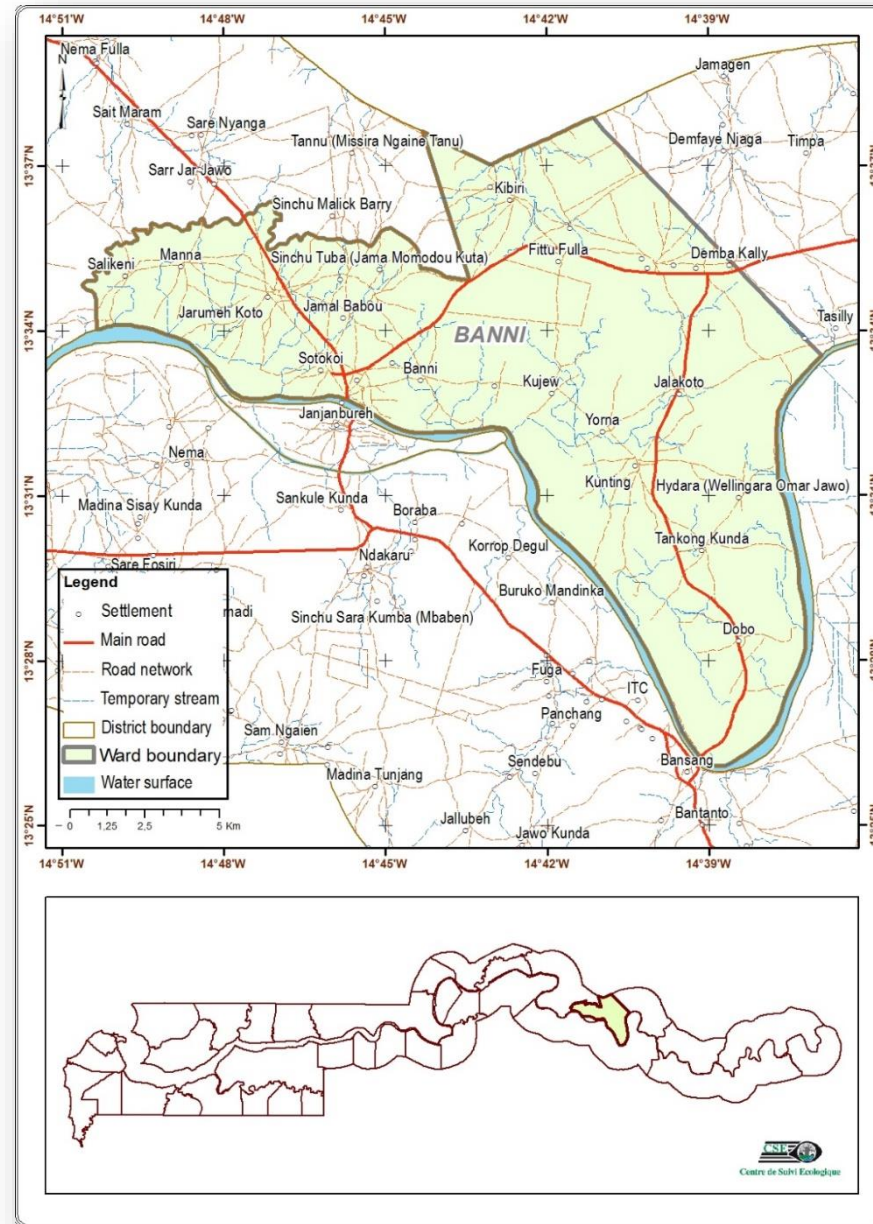 14°51'W 14°48'W 14°45'W 14°42'W 14°39'W
Nema Fulla
N
Jamagen
Sait Maram
Sare Nyanga
Tannu (Missira Ngaine Tanu)
Demfaye Njaga
Timpa
13°37'N
Sarr Jar Jawo
Kibiri
Sinchu Malick Barry
Manna
Sinchu Tuba (Jama Momodou Kuta)
Fittu Fulla
Demba Kally
Salikeni
Jarumeh Koto
Jamal Babou
Tasilly
13°34'N
BANNI
Sotokoi
Banni
Kujew
Jalakoto
Janjanbureh
Yorna
Nema
Kunting
Hydara (Wellingara Omar Jawo)
13°31'N
Madina Sisay Kunda
Sankule Kunda
Boraba
Tankong Kunda
Korrop Degul
Sare Fosiri
Ndakaru
Buruko Mandinka
Legend
Settlement
madi
Sinchu Sara Kumba (Mbaben)
Main road
Dobo
Road network
13°28'N
Temporary stream
Fuga
ITC
District boundary
Panchang
Ward boundary
Sam Ngaien
Water surface
Sendebu
Bansang
Madina Tunjang
0 1,25 2,5 5 Km
Jallubeh
Bantanto
13°25'N
Jawo Kunda
14°51'W 14°48'W 14°45'W 14°42'W 14°39'W
CSE
Centre de Suivi Ecologique